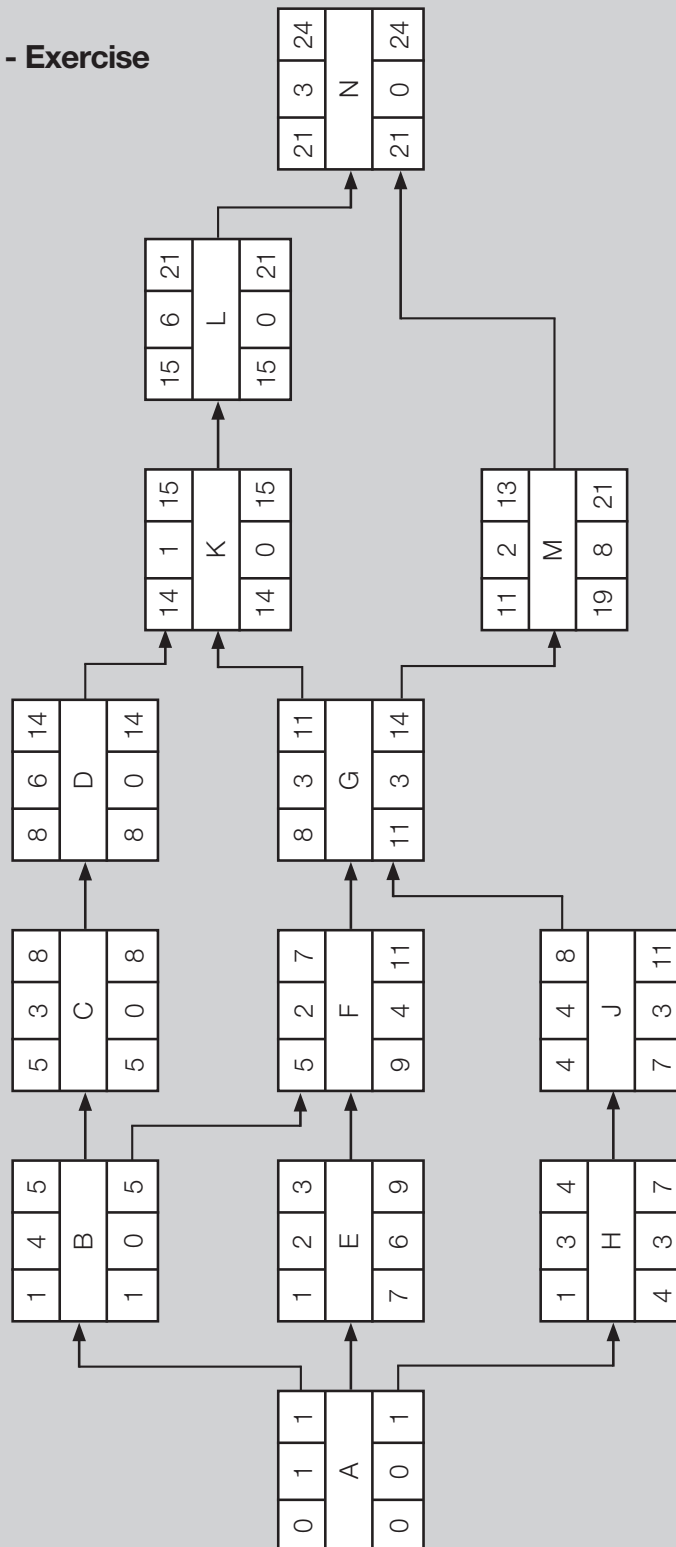 - Exercise
21 3 24
N
21 0 24
15 6 21
L
15 0 21
14 1 15
K
14 0 15
11 2 13
M
19 8 21
8 6 14
D
8 0 14
8 3 11
G
11 3 14
5 3 8
C
5 0 8
5 2 7
F
9 4 11
4 4 8
J
7 3 11
1 4 5
B
1 0 5
1 2 3
E
7 6 9
1 3 4
H
4 3 7
0 1 1
A
0 0 1